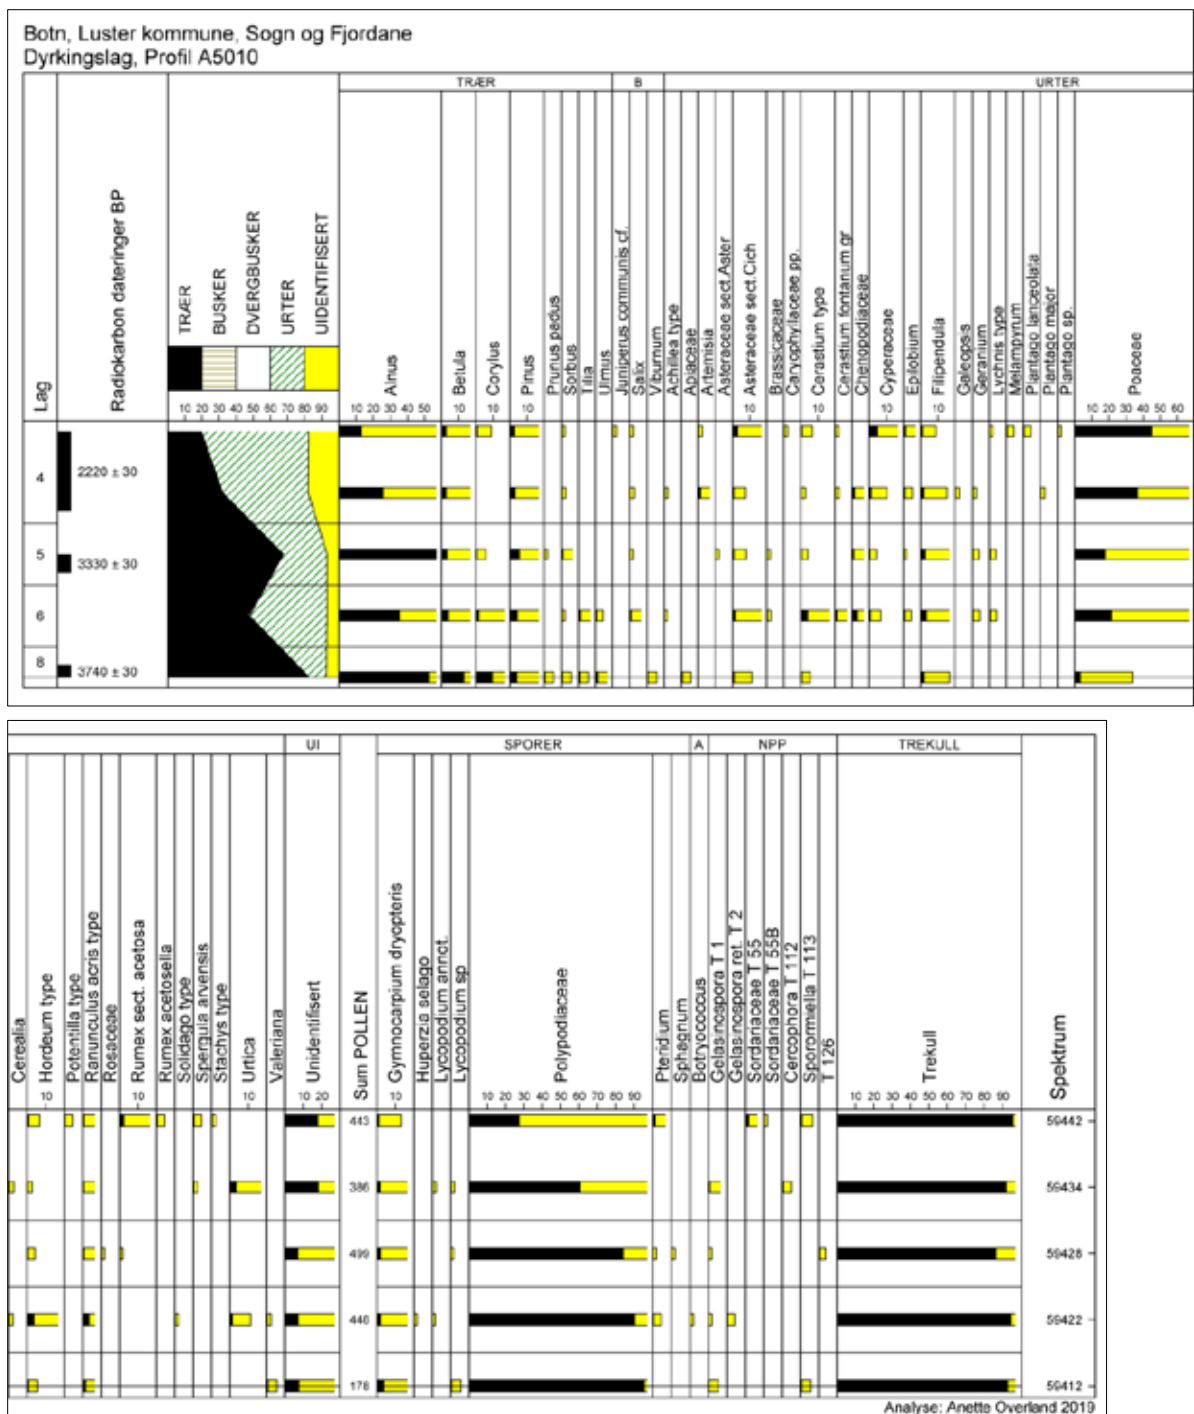 Botn, Luster kommune, Sogn og Fjordane
Dyrkingslag, Profil A5010
TRÆR
B
URTER
Lag
Radiokarbon dateringer BP
TRÆR
BUSKER
DVERGBUSKER
URTER
UIDENTIFISERT
Alnus
Betula
Corylus
Pinus
Prunus padus
Sorbus
Tilia
Ulmus
Juniperus communis cf.
Salix
Viburnum
Achillea type
Apiaceae
Artemisia
Asteraceae sect.Aster
Asteraceae sect.Cich
Brassicaceae
Caryophyllaceae pp.
Cerastium type
Cerastium fontanum gr
Chenopodiaceae
Cyperaceae
Epilobium
Filipendula
Galeopsis
Geranium
Lychnis type
Melampyrum
Plantago lanceolata
Plantago major
Plantago sp.
Poaceae
10 20 30 40 50 60 70 80 90 10 20 30 40 50 10 10 10 10 10 10 10 10 20 30 40 50 60
4 2220 ± 30
5 3330 ± 30
6
8 3740 ± 30
UI
SPORER
A
NPP
TREKULL
Cerealia
Hordeum type
Potentilla type
Ranunculus acris type
Rosaceae
Rumex sect. acetosa
Rumex acetosella
Solidago type
Spergula arvensis
Stachys type
Urtica
Valeriana
Unidentifisert
Sum POLLEN
Gymnocarpium dryopteris
Huperzia selago
Lycopodium annot.
Lycopodium sp
Polypodiaceae
Pteridium
Sphagnum
Botryococcus
Gelasinospora T 1
Gelasinospora ret. T 2
Sordariaceae T 55
Sordariaceae T 55B
Cercophora T 112
Sporormiella T 113
T 126
Trekull
Spektrum
10 10 10 10 20 10 10 20 30 40 50 60 70 80 90 10 20 30 40 50 60 70 80 90
443 59442
386 59434
499 59428
446 59422
178 59412
Analyse: Anette Overland 2019